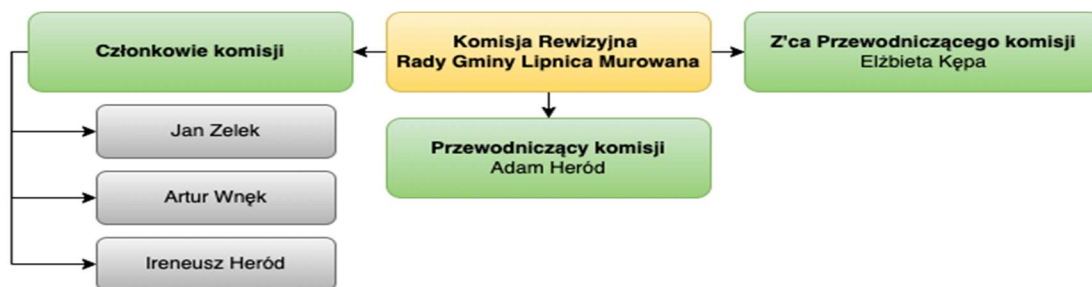 Członkowie komisji
Komisja Rewizyjna
Rady Gminy Lipnica Murowana
Z'ca Przewodniczącego komisji
Elżbieta Kępa
Jan Zelek
Przewodniczący komisji
Adam Heród
Artur Wnęk
Ireneusz Heród